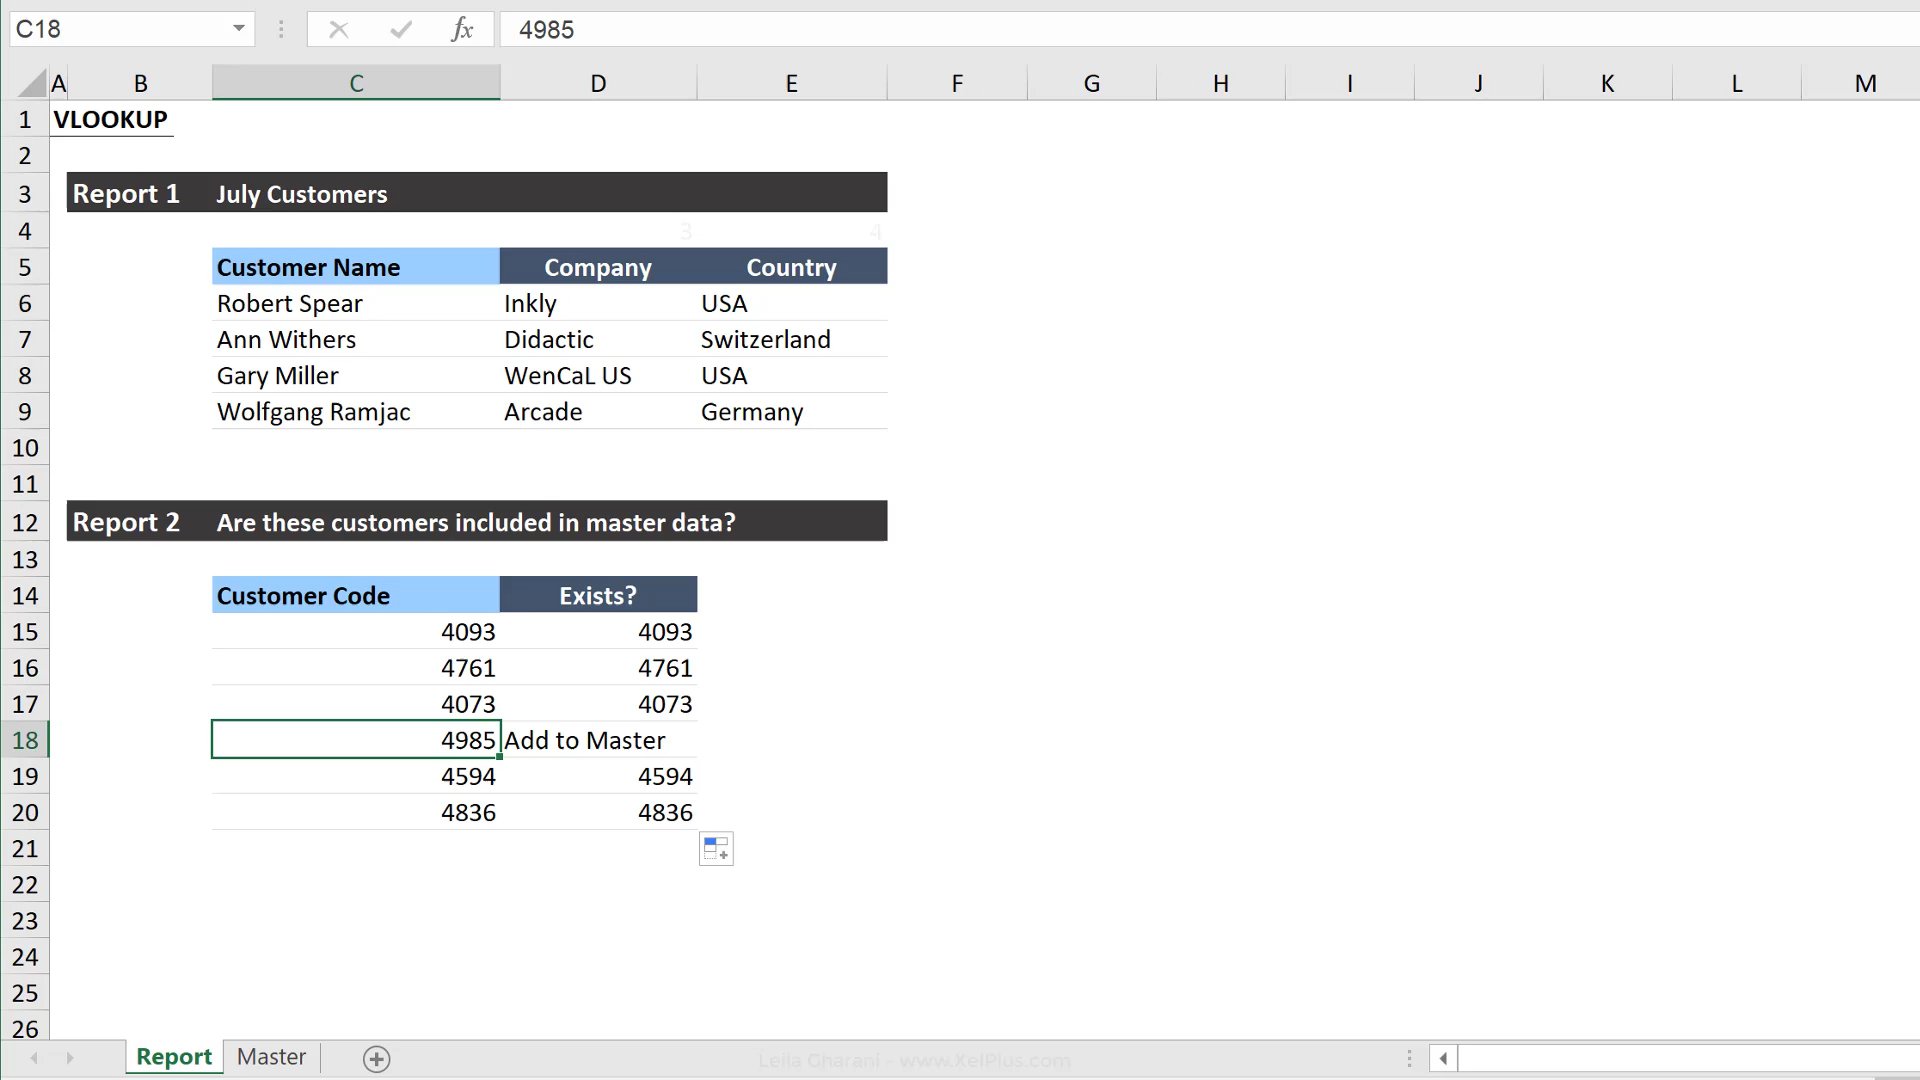 C18 fx 4985
A B C D E F G H I J K L M
1 VLOOKUP
2
3 Report 1 July Customers
4 3 4
5 Customer Name Company Country
6 Robert Spear Inkly USA
7 Ann Withers Didactic Switzerland
8 Gary Miller WenCaL US USA
9 Wolfgang Ramjac Arcade Germany
10
11
12 Report 2 Are these customers included in master data?
13
14 Customer Code Exists?
15 4093 4093
16 4761 4761
17 4073 4073
18 4985 Add to Master
19 4594 4594
20 4836 4836
21
22
23
24
25
26
Report Master Leila Gharani - www.XelPlus.com